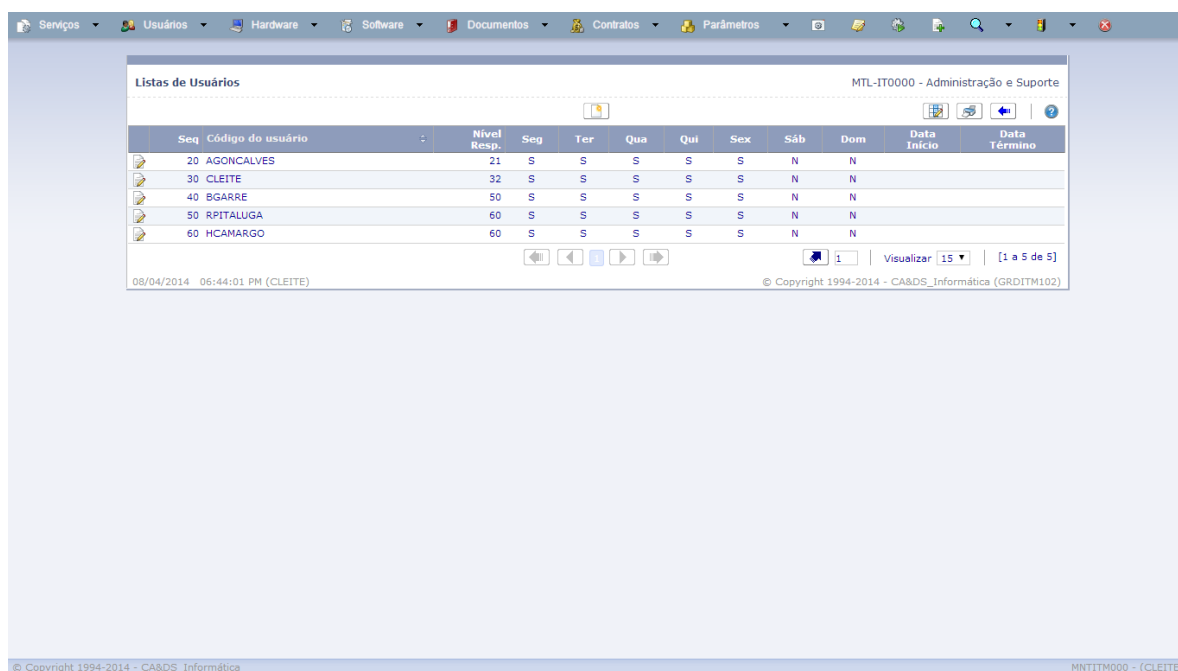 Serviços Usuários Hardware Software Documentos Contratos Parâmetros
Listas de Usuários MTL-IT0000 - Administração e Suporte
Seq Código do usuário Nível Resp. Seg Ter Qua Qui Sex Sáb Dom Data Início Data Término
20 AGONCALVES 21 S S S S S N N
30 CLEITE 32 S S S S S N N
40 BGARRE 50 S S S S S N N
50 RPITALUGA 60 S S S S S N N
60 HCAMARGO 60 S S S S S N N
1 1 Visualizar 15 [1 a 5 de 5]
08/04/2014 06:44:01 PM (CLEITE) © Copyright 1994-2014 - CA&DS_Informática (GRDITM102)
© Copyright 1994-2014 - CA&DS_Informática MNTITM000 - (CLEITE